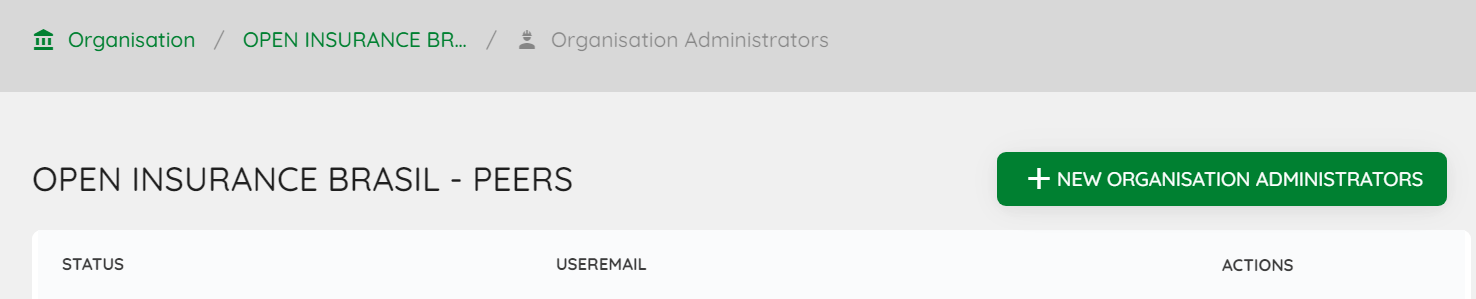 Organisation / OPEN INSURANCE BR... / Organisation Administrators
OPEN INSURANCE BRASIL - PEERS
+ NEW ORGANISATION ADMINISTRATORS
STATUS USEREMAIL ACTIONS